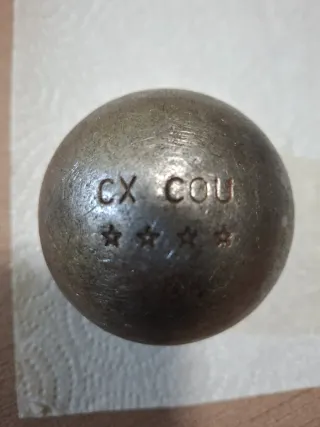 CX COU
☆ ☆ ☆ ☆